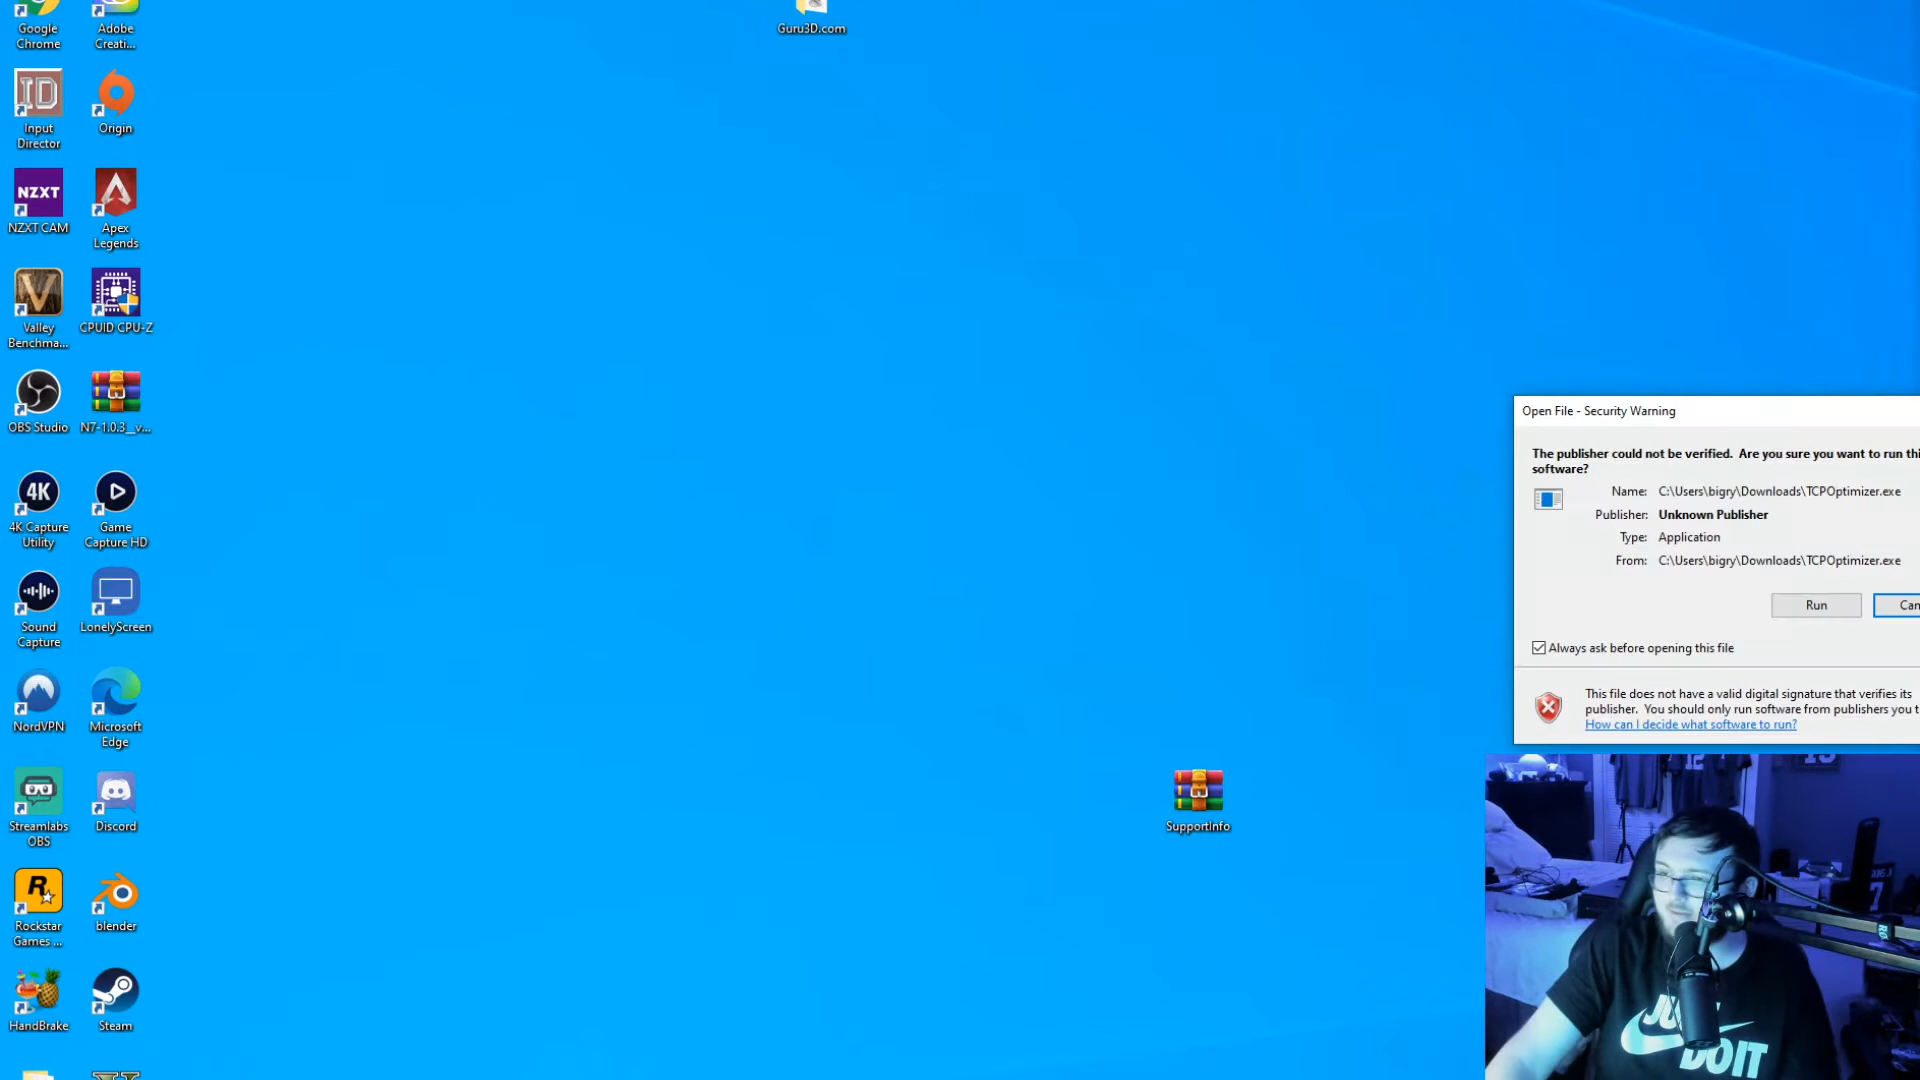 Google
Chrome
Adobe
Creati...
Guru3D.com
ID
Input
Director
Origin
NZXT
NZXT CAM
Apex
Legends
V
Valley
Benchma...
CPUID CPU-Z
OBS Studio
N7-1.0.3__v...
4K
4K Capture
Utility
Game
Capture HD
Sound
Capture
LonelyScreen
NordVPN
Microsoft
Edge
Streamlabs
OBS
Discord
R
Rockstar
Games ...
blender
HandBrake
Steam
SupportInfo
Open File - Security Warning
The publisher could not be verified. Are you sure you want to run thi
software?
Name: C:\Users\bigry\Downloads\TCPOptimizer.exe
Publisher: Unknown Publisher
Type: Application
From: C:\Users\bigry\Downloads\TCPOptimizer.exe
Run
Can
Always ask before opening this file
This file does not have a valid digital signature that verifies its
publisher. You should only run software from publishers you t
How can I decide what software to run?
12
7
JUST
DO IT